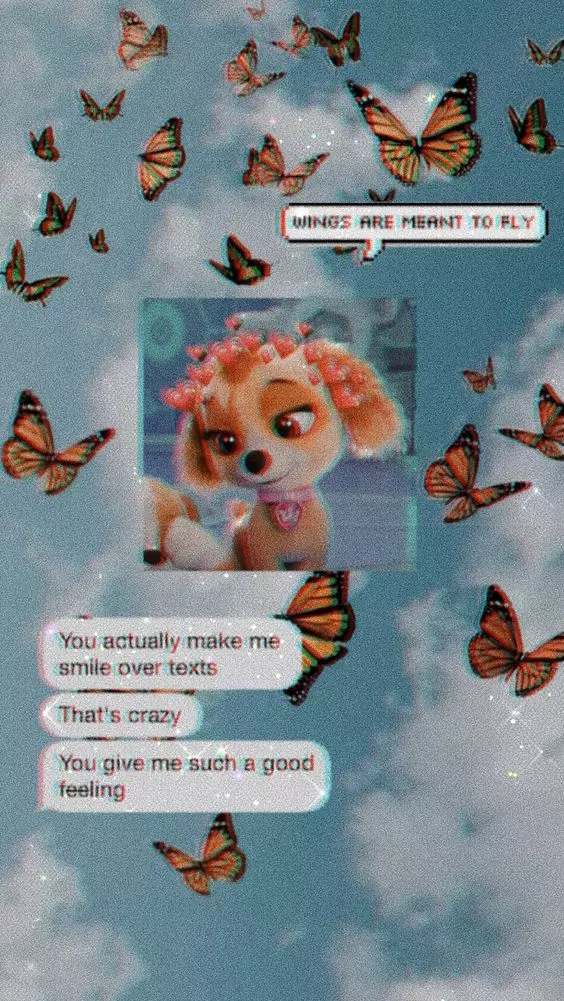 WINGS ARE MEANT TO FLY
You actually make me
smile over texts
That's crazy
You give me such a good
feeling